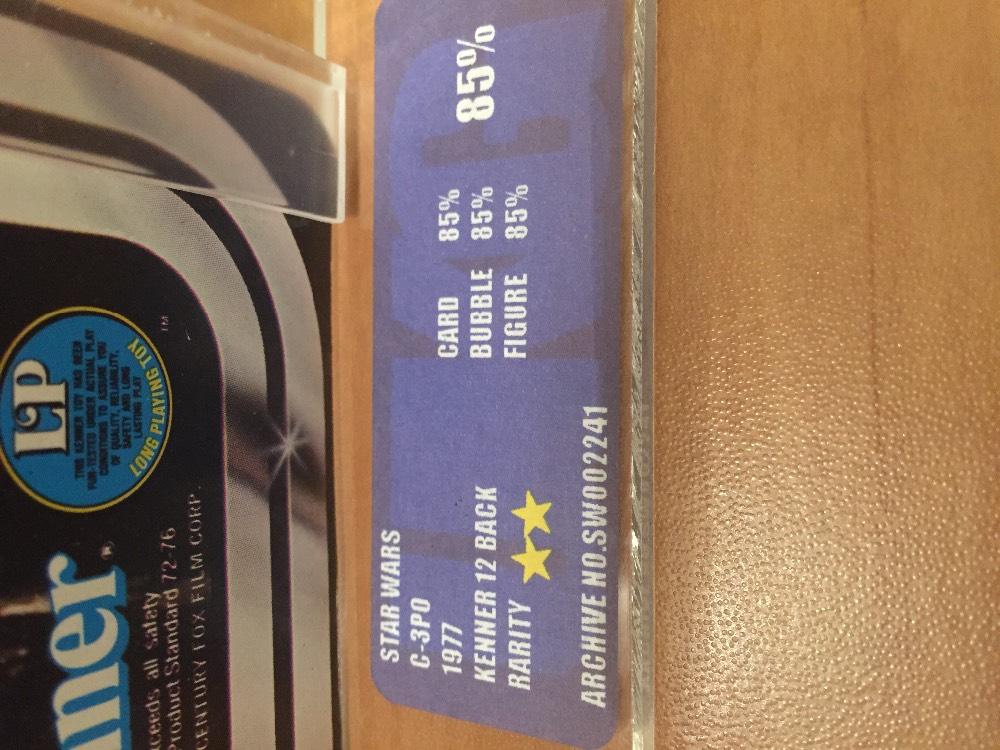 LP
THIS KENNER TOY HAS BEEN
FUN-TESTED UNDER ACTUAL PLAY
CONDITIONS TO ASSURE YOU
OF QUALITY, RELIABILITY,
SAFETY AND LONG
LASTING PLAY
LONG PLAYING TOY
TM
ner®
ceeds all safety
Product Standard 72-76
CENTURY FOX FILM CORP.
STAR WARS
C-3PO
1977
KENNER 12 BACK
RARITY
CARD 85%
BUBBLE 85%
FIGURE 85%
85%
ARCHIVE NO.SW002241